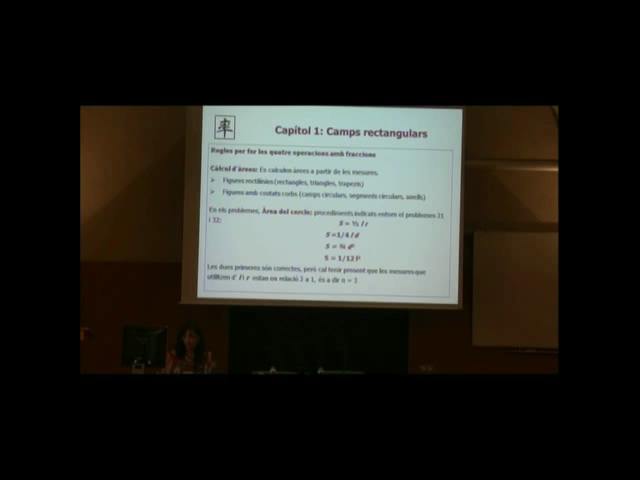 Capítol 1: Camps rectangulars
Regles per fer les quatre operacions amb fraccions
Càlcul d'àrees: Es calculen àrees a partir de les mesures.
Figures rectilínies (rectangles, triangles, trapezis)
Figures amb costats corbs (camps circulars, segments circulars, anells)
En els problemes, Àrea del cercle; procediments indicats entorn el problemes 31
i 32:
S = ½ l r
S =1/4 l d
S = ¾ d²
S = 1/12 l²
Les dues primeres són correctes, però cal tenir present que les mesures que
utilitzen d' l i r estan en relació 3 a 1, és a dir π = 3